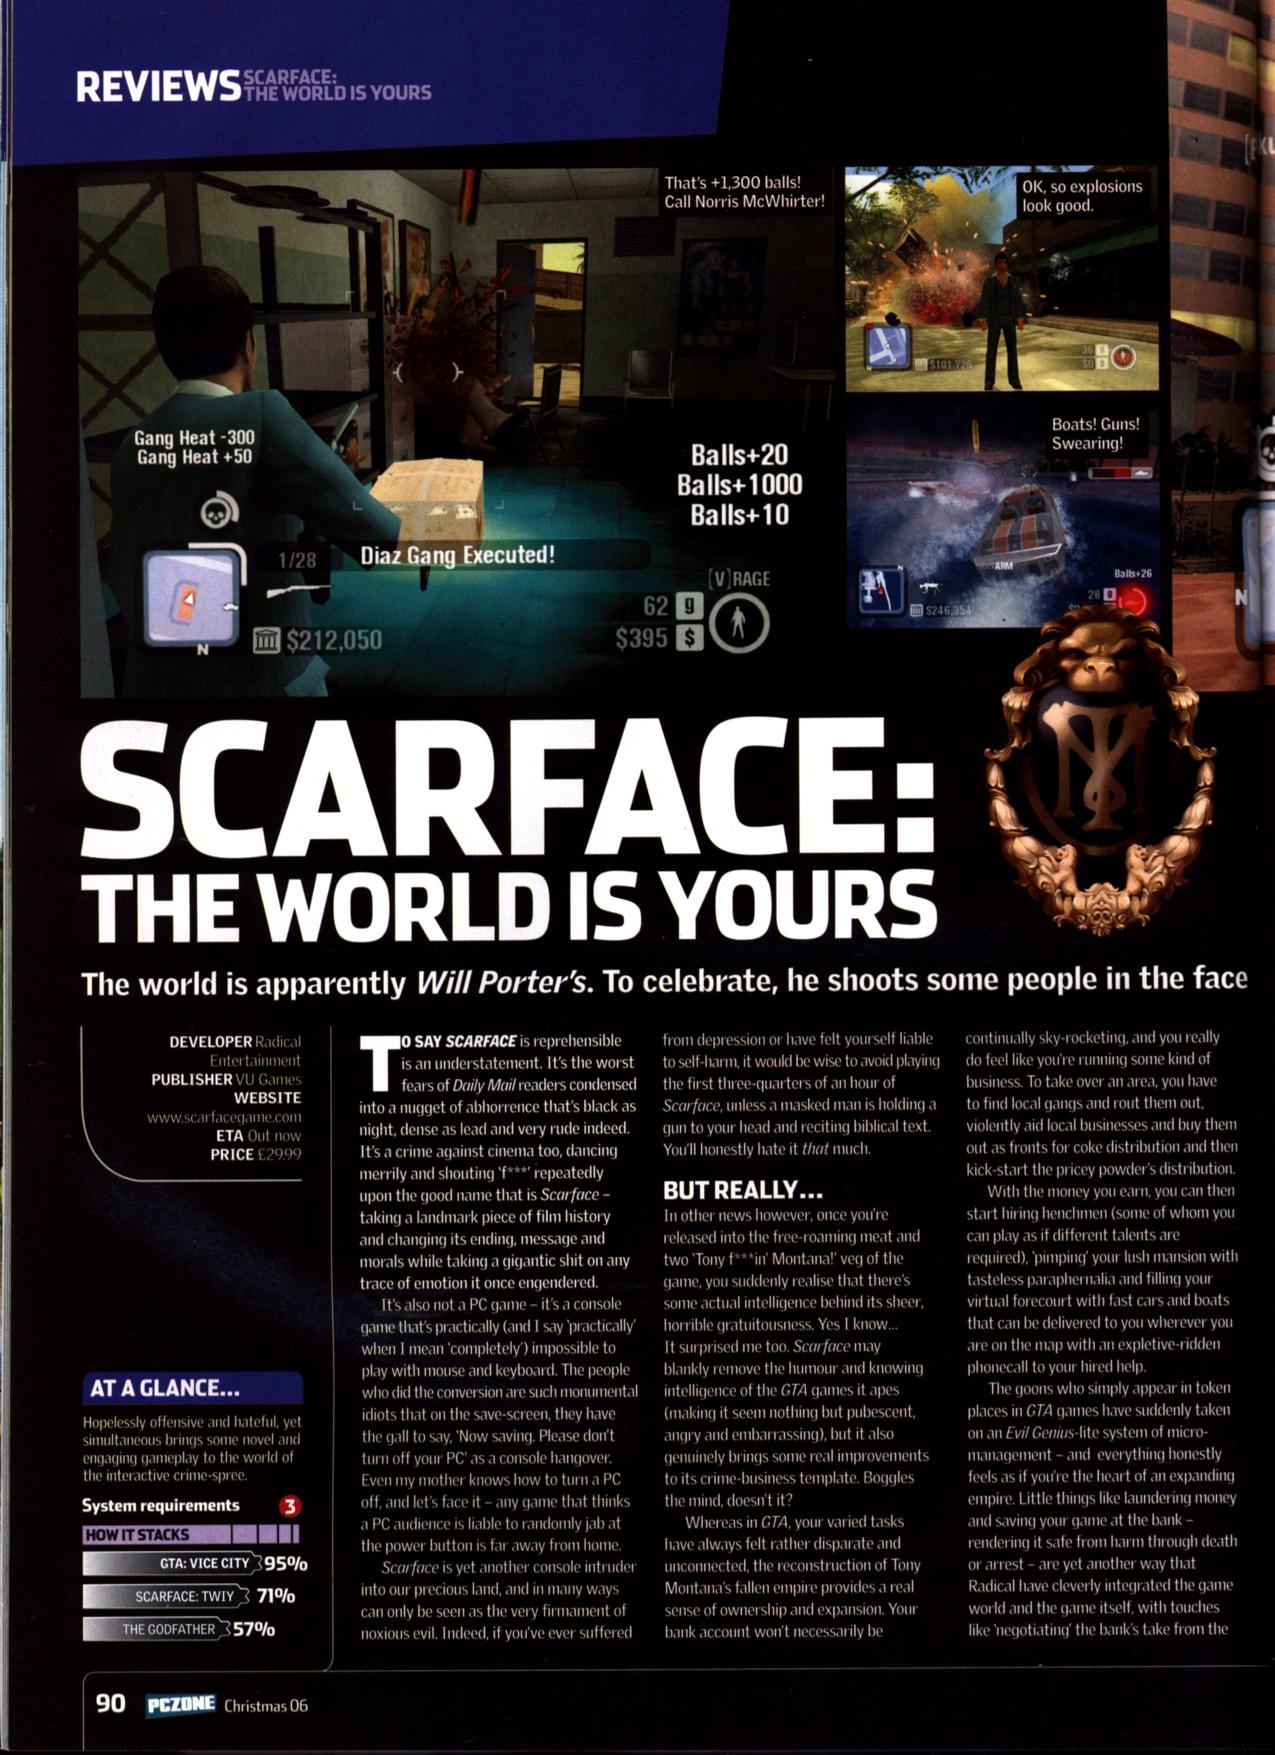 REVIEWS SCARFACE:
THE WORLD IS YOURS
That's +1,300 balls!
Call Norris McWhirter!
Gang Heat -300
Gang Heat +50
Balls+20
Balls+1000
Balls+10
1/28
Diaz Gang Executed!
[V]RAGE
62 g
$212,050
$395 $
N
OK, so explosions
look good.
36 g
$0 $
$101,726
N
Boats! Guns!
Swearing!
ARM
Balls+26
28 g
$246,354
N
SCARFACE:
THE WORLD IS YOURS
The world is apparently Will Porter's. To celebrate, he shoots some people in the face
DEVELOPER Radical
Entertainment
PUBLISHER VU Games
WEBSITE
www.scarfacegame.com
ETA Out now
PRICE £29.99
AT A GLANCE...
Hopelessly offensive and hateful, yet
simultaneous brings some novel and
engaging gameplay to the world of
the interactive crime-spree.
System requirements 3
HOW IT STACKS
GTA: VICE CITY 95%
SCARFACE: TWIY 71%
THE GODFATHER 57%
TO SAY SCARFACE is reprehensible
is an understatement. It's the worst
fears of Daily Mail readers condensed
into a nugget of abhorrence that's black as
night, dense as lead and very rude indeed.
It's a crime against cinema too, dancing
merrily and shouting 'f***' repeatedly
upon the good name that is Scarface –
taking a landmark piece of film history
and changing its ending, message and
morals while taking a gigantic shit on any
trace of emotion it once engendered.
It's also not a PC game – it's a console
game that's practically (and I say 'practically'
when I mean 'completely') impossible to
play with mouse and keyboard. The people
who did the conversion are such monumental
idiots that on the save-screen, they have
the gall to say, 'Now saving. Please don't
turn off your PC' as a console hangover.
Even my mother knows how to turn a PC
off, and let's face it – any game that thinks
a PC audience is liable to randomly jab at
the power button is far away from home.
Scarface is yet another console intruder
into our precious land, and in many ways
can only be seen as the very firmament of
noxious evil. Indeed, if you've ever suffered
from depression or have felt yourself liable
to self-harm, it would be wise to avoid playing
the first three-quarters of an hour of
Scarface, unless a masked man is holding a
gun to your head and reciting biblical text.
You'll honestly hate it that much.
BUT REALLY...
In other news however, once you're
released into the free-roaming meat and
two 'Tony f***in' Montana!' veg of the
game, you suddenly realise that there's
some actual intelligence behind its sheer,
horrible gratuitousness. Yes I know...
It surprised me too. Scarface may
blankly remove the humour and knowing
intelligence of the GTA games it apes
(making it seem nothing but pubescent,
angry and embarrassing), but it also
genuinely brings some real improvements
to its crime-business template. Boggles
the mind, doesn't it?
Whereas in GTA, your varied tasks
have always felt rather disparate and
unconnected, the reconstruction of Tony
Montana's fallen empire provides a real
sense of ownership and expansion. Your
bank account won't necessarily be
continually sky-rocketing, and you really
do feel like you're running some kind of
business. To take over an area, you have
to find local gangs and rout them out,
violently aid local businesses and buy them
out as fronts for coke distribution and then
kick-start the pricey powder's distribution.
With the money you earn, you can then
start hiring henchmen (some of whom you
can play as if different talents are
required), 'pimping' your lush mansion with
tasteless paraphernalia and filling your
virtual forecourt with fast cars and boats
that can be delivered to you wherever you
are on the map with an expletive-ridden
phonecall to your hired help.
The goons who simply appear in token
places in GTA games have suddenly taken
on an Evil Genius-lite system of micro-
management – and everything honestly
feels as if you're the heart of an expanding
empire. Little things like laundering money
and saving your game at the bank –
rendering it safe from harm through death
or arrest – are yet another way that
Radical have cleverly integrated the game
world and the game itself, with touches
like 'negotiating' the bank's take from the
90 PCZONE Christmas 06